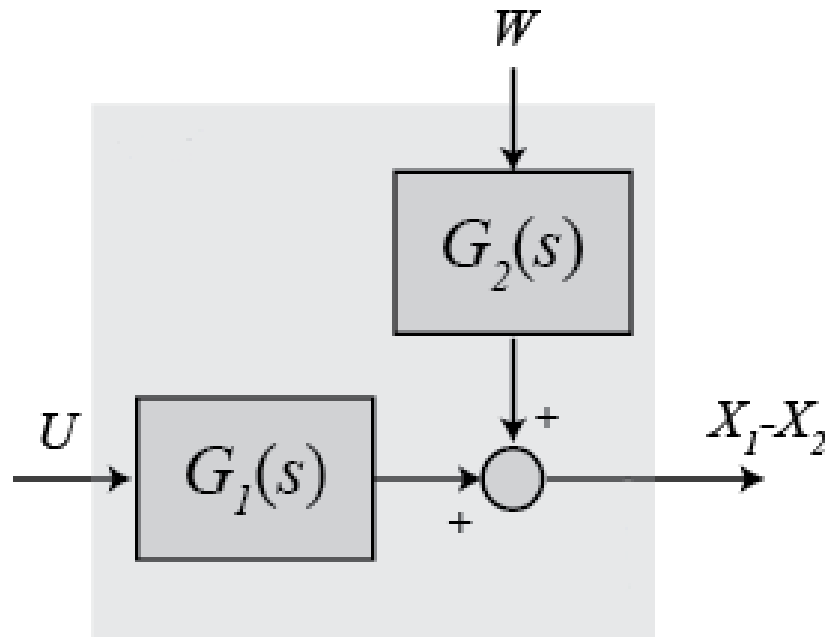 W
G₂(s)
+
U
G₁(s)
+
X₁-X₂